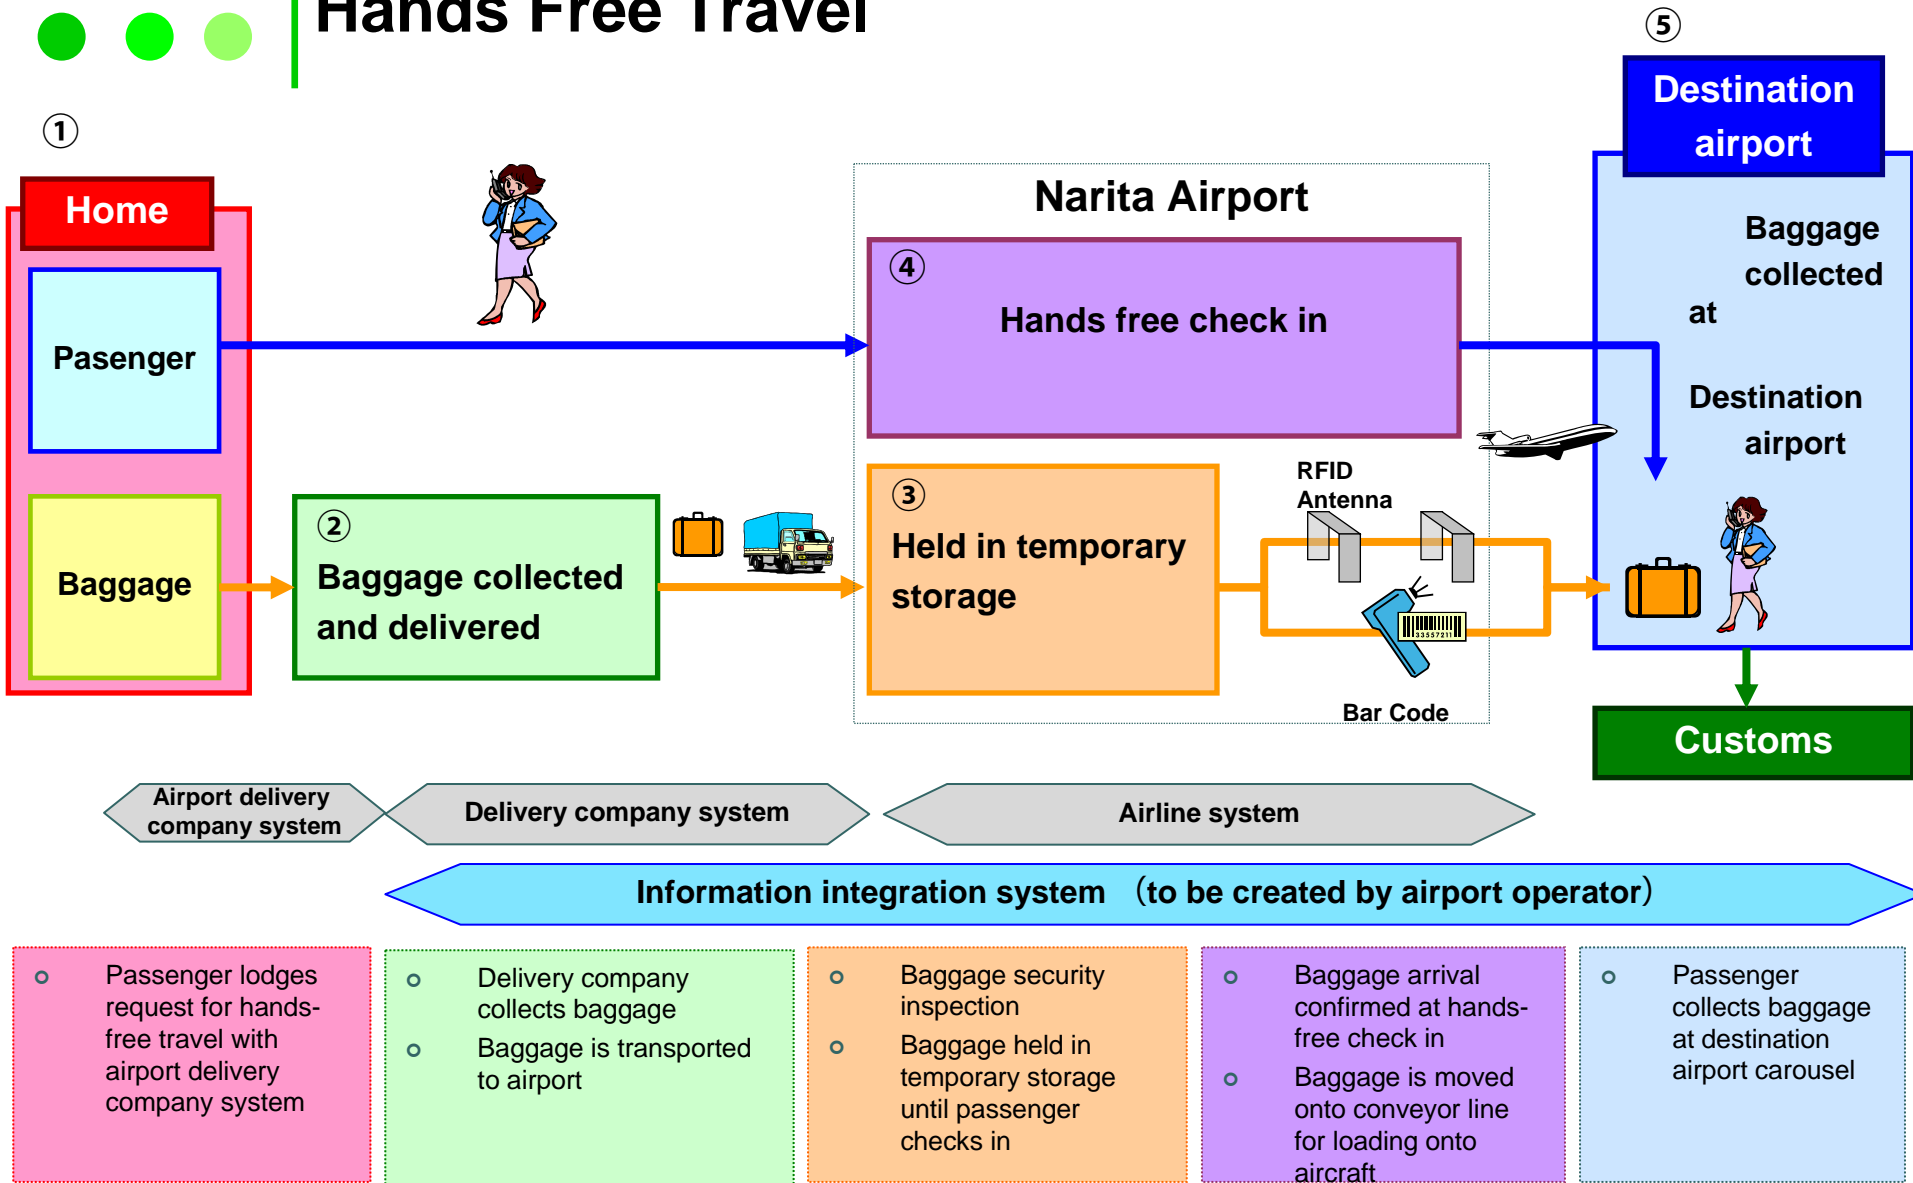 Hands Free Travel
①
Home
Pasenger
Baggage
②
Baggage collected
and delivered
Narita Airport
④
Hands free check in
③
Held in temporary
storage
RFID
Antenna
33557211
Bar Code
⑤
Destination
airport
Baggage
collected
at
Destination
airport
Customs
Airport delivery
company system
Delivery company system
Airline system
Information integration system （to be created by airport operator）
Passenger lodges
request for hands-
free travel with
airport delivery
company system
Delivery company
collects baggage
Baggage is transported
to airport
Baggage security
inspection
Baggage held in
temporary storage
until passenger
checks in
Baggage arrival
confirmed at hands-
free check in
Baggage is moved
onto conveyor line
for loading onto
aircraft
Passenger
collects baggage
at destination
airport carousel